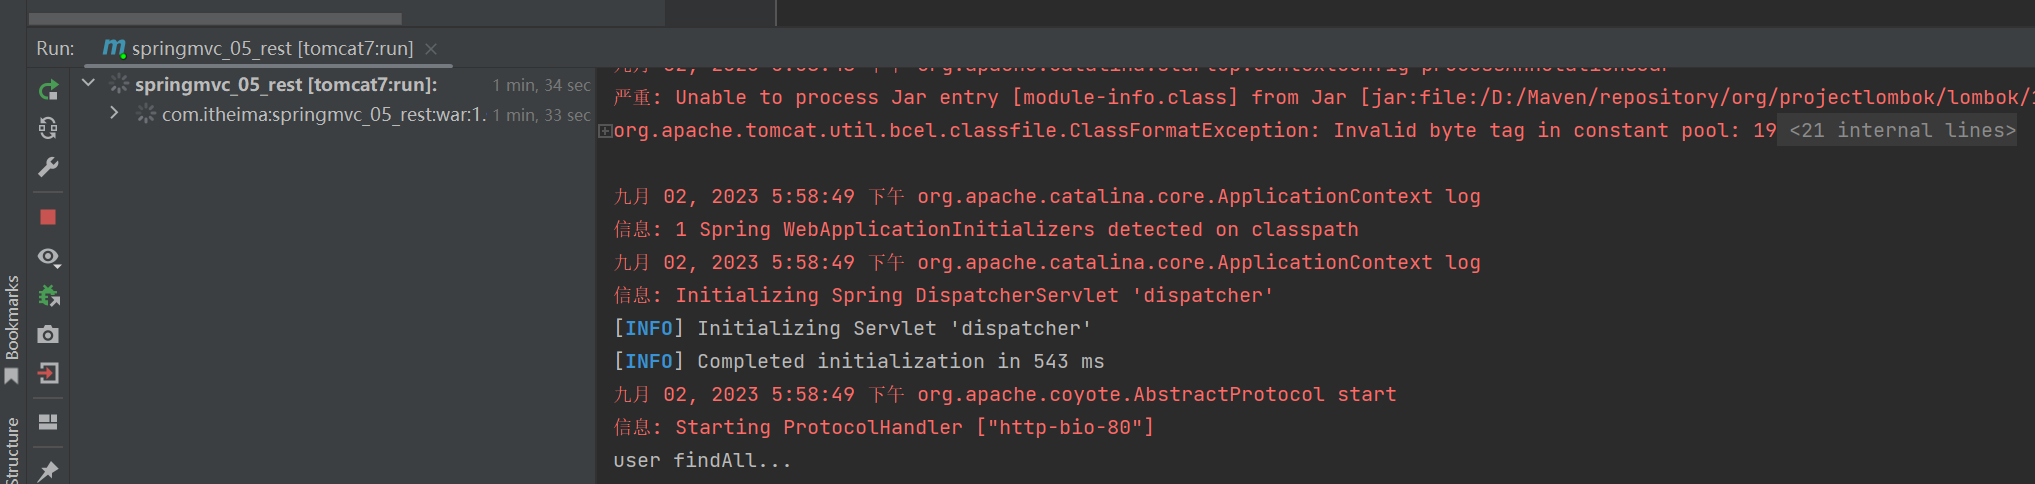 Run: springmvc_05_rest [tomcat7:run]
springmvc_05_rest [tomcat7:run]: 1 min, 34 sec
com.itheima:springmvc_05_rest:war:1. 1 min, 33 sec
严重: Unable to process Jar entry [module-info.class] from Jar [jar:file:/D:/Maven/repository/org/projectlombok/lombok/
org.apache.tomcat.util.bcel.classfile.ClassFormatException: Invalid byte tag in constant pool: 19 <21 internal lines>
九月 02, 2023 5:58:49 下午 org.apache.catalina.core.ApplicationContext log
信息: 1 Spring WebApplicationInitializers detected on classpath
九月 02, 2023 5:58:49 下午 org.apache.catalina.core.ApplicationContext log
信息: Initializing Spring DispatcherServlet 'dispatcher'
[INFO] Initializing Servlet 'dispatcher'
[INFO] Completed initialization in 543 ms
九月 02, 2023 5:58:49 下午 org.apache.coyote.AbstractProtocol start
信息: Starting ProtocolHandler ["http-bio-80"]
user findAll...
Bookmarks
Structure